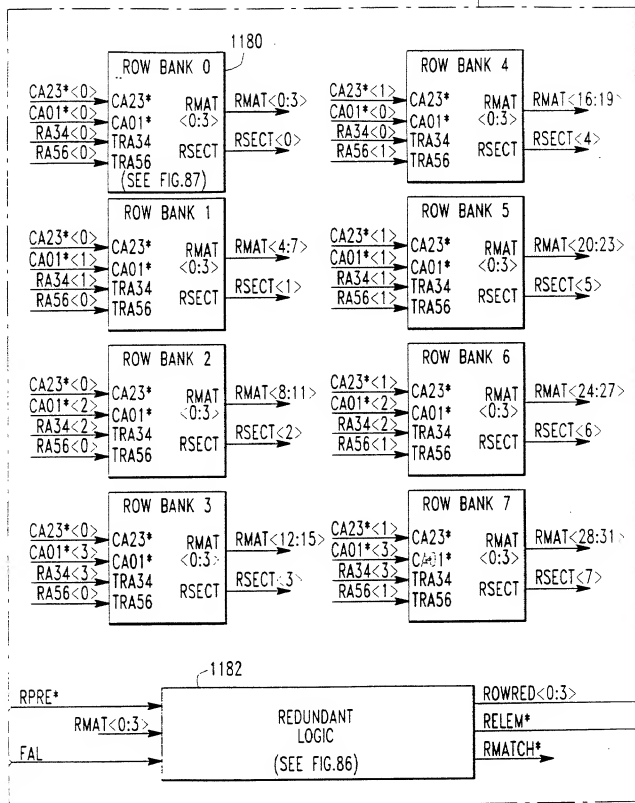 1180
ROW BANK 0
CA23*<0>
CA01*<0>
RA34<0>
RA56<0>
CA23*
CA01*
TRA34
TRA56
RMAT
<0:3>
RSECT
(SEE FIG.87)
RMAT<0:3>
RSECT<0>
ROW BANK 4
CA23*<1>
CA01*<0>
RA34<0>
RA56<1>
CA23*
CA01*
TRA34
TRA56
RMAT
<0:3>
RSECT
RMAT<16:19>
RSECT<4>
ROW BANK 1
CA23*<0>
CA01*<1>
RA34<1>
RA56<0>
CA23*
CA01*
TRA34
TRA56
RMAT
<0:3>
RSECT
RMAT<4:7>
RSECT<1>
ROW BANK 5
CA23*<1>
CA01*<1>
RA34<1>
RA56<1>
CA23*
CA01*
TRA34
TRA56
RMAT
<0:3>
RSECT
RMAT<20:23>
RSECT<5>
ROW BANK 2
CA23*<0>
CA01*<2>
RA34<2>
RA56<0>
CA23*
CA01*
TRA34
TRA56
RMAT
<0:3>
RSECT
RMAT<8:11>
RSECT<2>
ROW BANK 6
CA23*<1>
CA01*<2>
RA34<2>
RA56<1>
CA23*
CA01*
TRA34
TRA56
RMAT
<0:3>
RSECT
RMAT<24:27>
RSECT<6>
ROW BANK 3
CA23*<0>
CA01*<3>
RA34<3>
RA56<0>
CA23*
CA01*
TRA34
TRA56
RMAT
<0:3>
RSECT
RMAT<12:15>
RSECT<3>
ROW BANK 7
CA23*<1>
CA01*<3>
RA34<3>
RA56<1>
CA23*
CA01*
TRA34
TRA56
RMAT
<0:3>
RSECT
RMAT<28:31>
RSECT<7>
1182
RPRE*
RMAT<0:3>
FAL
REDUNDANT
LOGIC
(SEE FIG.86)
ROWRED<0:3>
RELEM*
RMATCH*